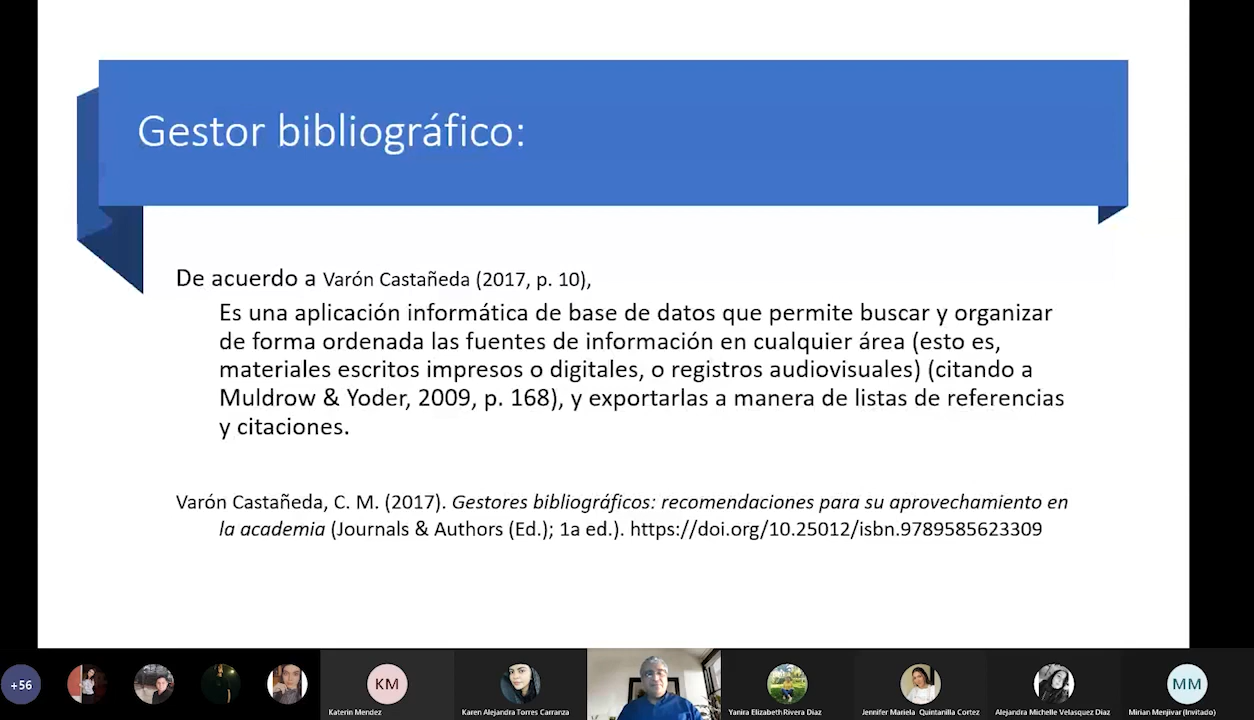 Gestor bibliográfico:
De acuerdo a Varón Castañeda (2017, p. 10),
Es una aplicación informática de base de datos que permite buscar y organizar
de forma ordenada las fuentes de información en cualquier área (esto es,
materiales escritos impresos o digitales, o registros audiovisuales) (citando a
Muldrow & Yoder, 2009, p. 168), y exportarlas a manera de listas de referencias
y citaciones.
Varón Castañeda, C. M. (2017). Gestores bibliográficos: recomendaciones para su aprovechamiento en
la academia (Journals & Authors (Ed.); 1a ed.). https://doi.org/10.25012/isbn.9789585623309
+56
KM
MM
Katerin Mendez
Karen Alejandra Torres Carranza
Yanira Elizabeth Rivera Diaz
Jennifer Mariela Quintanilla Cortez
Alejandra Michelle Velasquez Diaz
Mirian Menjivar (Invitado)